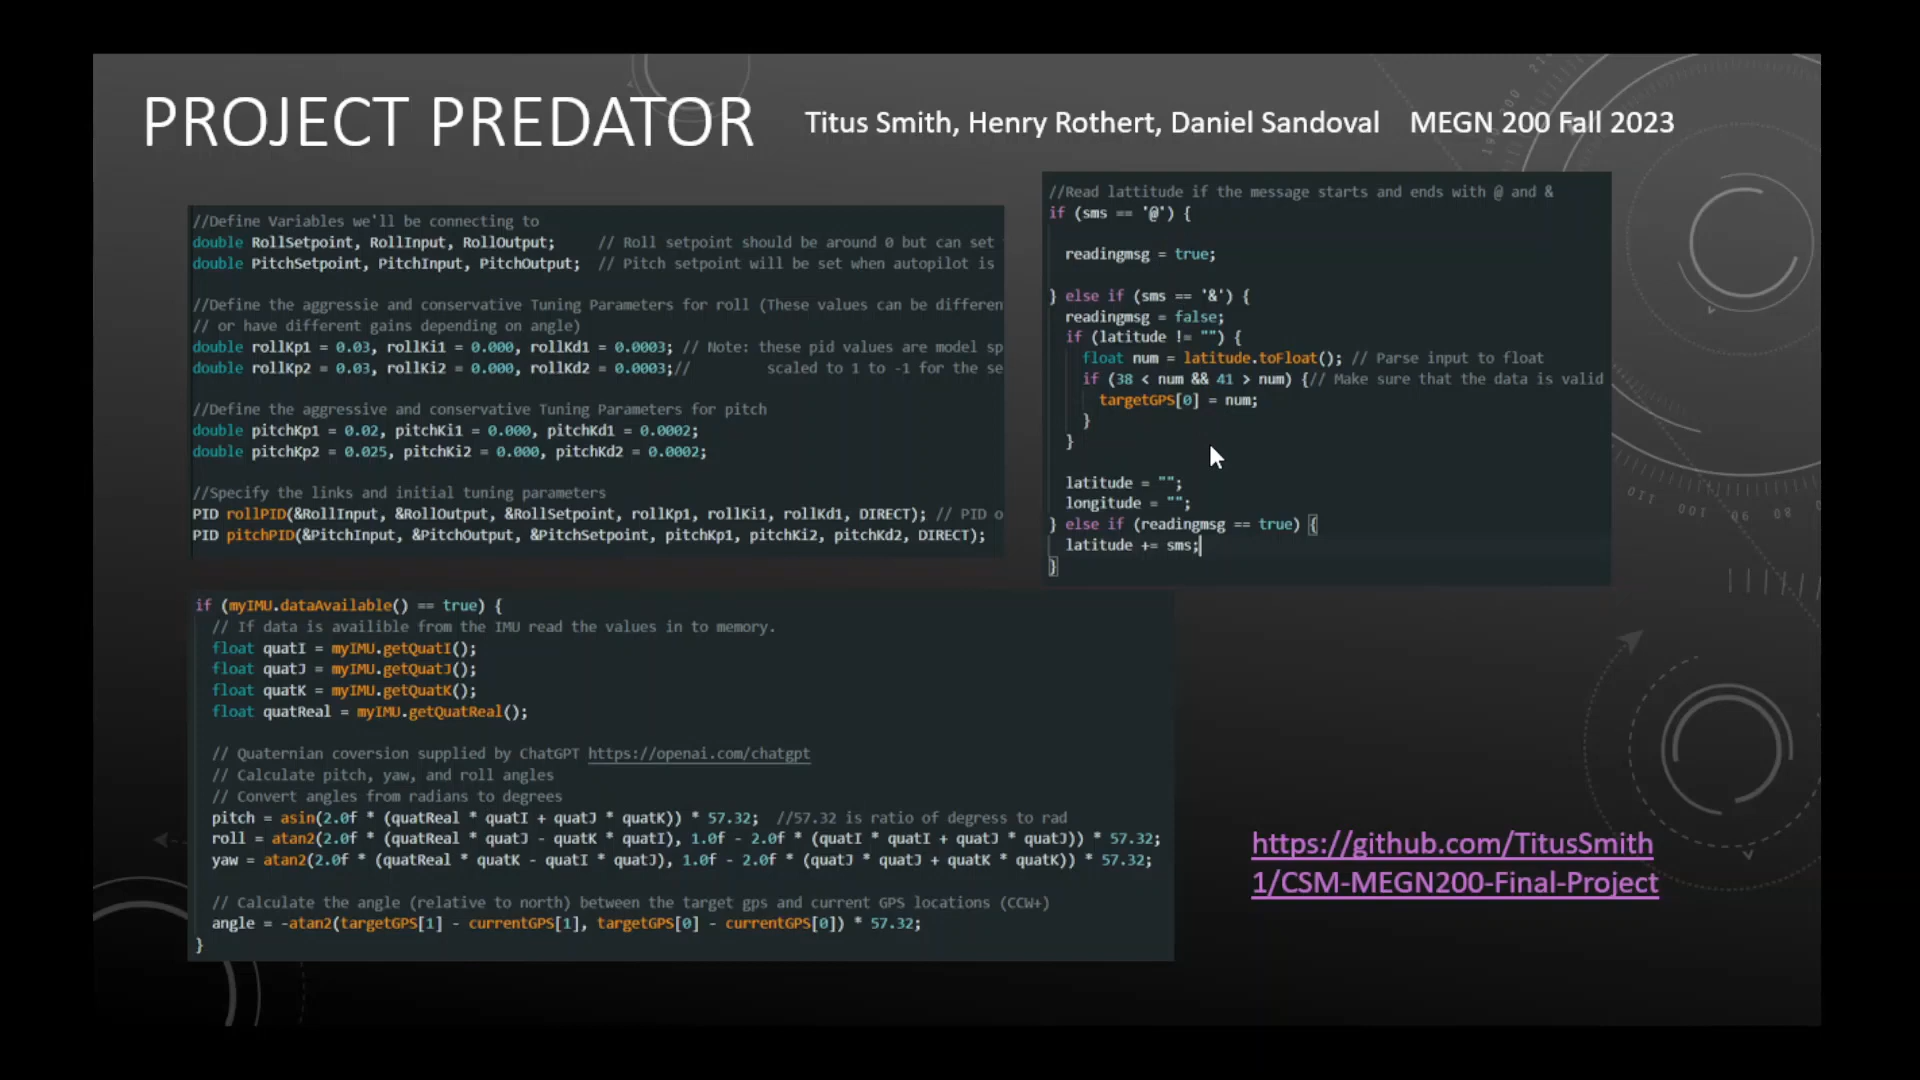 PROJECT PREDATOR
Titus Smith, Henry Rothert, Daniel Sandoval MEGN 200 Fall 2023
//Define Variables we'll be connecting to
double RollSetpoint, RollInput, RollOutput; // Roll setpoint should be around 0 but can set
double PitchSetpoint, PitchInput, PitchOutput; // Pitch setpoint will be set when autopilot is
//Define the aggressie and conservative Tuning Parameters for roll (These values can be differen
// or have different gains depending on angle)
double rollKp1 = 0.03, rollKi1 = 0.000, rollKd1 = 0.0003; // Note: these pid values are model sp
double rollKp2 = 0.03, rollKi2 = 0.000, rollKd2 = 0.0003;// scaled to 1 to -1 for the se
//Define the aggressive and conservative Tuning Parameters for pitch
double pitchKp1 = 0.02, pitchKi1 = 0.000, pitchKd1 = 0.0002;
double pitchKp2 = 0.025, pitchKi2 = 0.000, pitchKd2 = 0.0002;
//Specify the links and initial tuning parameters
PID rollPID(&RollInput, &RollOutput, &RollSetpoint, rollKp1, rollKi1, rollKd1, DIRECT); // PID o
PID pitchPID(&PitchInput, &PitchOutput, &PitchSetpoint, pitchKp1, pitchKi2, pitchKd2, DIRECT);
//Read lattitude if the message starts and ends with @ and &
if (sms == '@') {
readingmsg = true;
} else if (sms == '&') {
readingmsg = false;
if (latitude != "") {
float num = latitude.toFloat(); // Parse input to float
if (38 < num && 41 > num) {// Make sure that the data is valid
targetGPS[0] = num;
}
}
latitude = "";
longitude = "";
} else if (readingmsg == true) {
latitude += sms;
}
if (myIMU.dataAvailable() == true) {
// If data is availible from the IMU read the values in to memory.
float quatI = myIMU.getQuatI();
float quatJ = myIMU.getQuatJ();
float quatK = myIMU.getQuatK();
float quatReal = myIMU.getQuatReal();
// Quaternian coversion supplied by ChatGPT https://openai.com/chatgpt
// Calculate pitch, yaw, and roll angles
// Convert angles from radians to degrees
pitch = asin(2.0f * (quatReal * quatI + quatJ * quatK)) * 57.32; //57.32 is ratio of degress to rad
roll = atan2(2.0f * (quatReal * quatJ - quatK * quatI), 1.0f - 2.0f * (quatI * quatI + quatJ * quatJ)) * 57.32;
yaw = atan2(2.0f * (quatReal * quatK - quatI * quatJ), 1.0f - 2.0f * (quatJ * quatJ + quatK * quatK)) * 57.32;
// Calculate the angle (relative to north) between the target gps and current GPS locations (CCW+)
angle = -atan2(targetGPS[1] - currentGPS[1], targetGPS[0] - currentGPS[0]) * 57.32;
}
https://github.com/TitusSmith
1/CSM-MEGN200-Final-Project